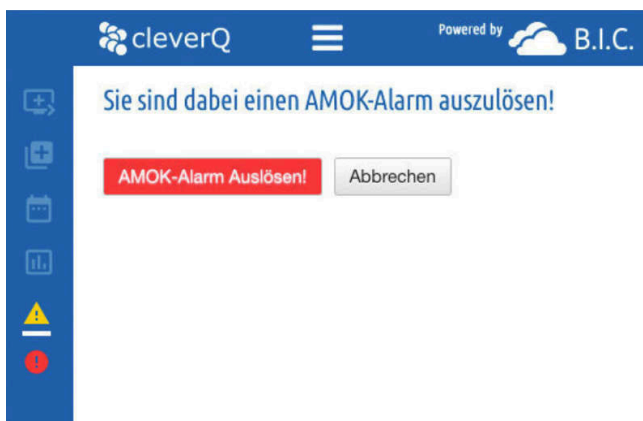 cleverQ
Powered by
B.I.C.
Sie sind dabei einen AMOK-Alarm auszulösen!
AMOK-Alarm Auslösen!
Abbrechen